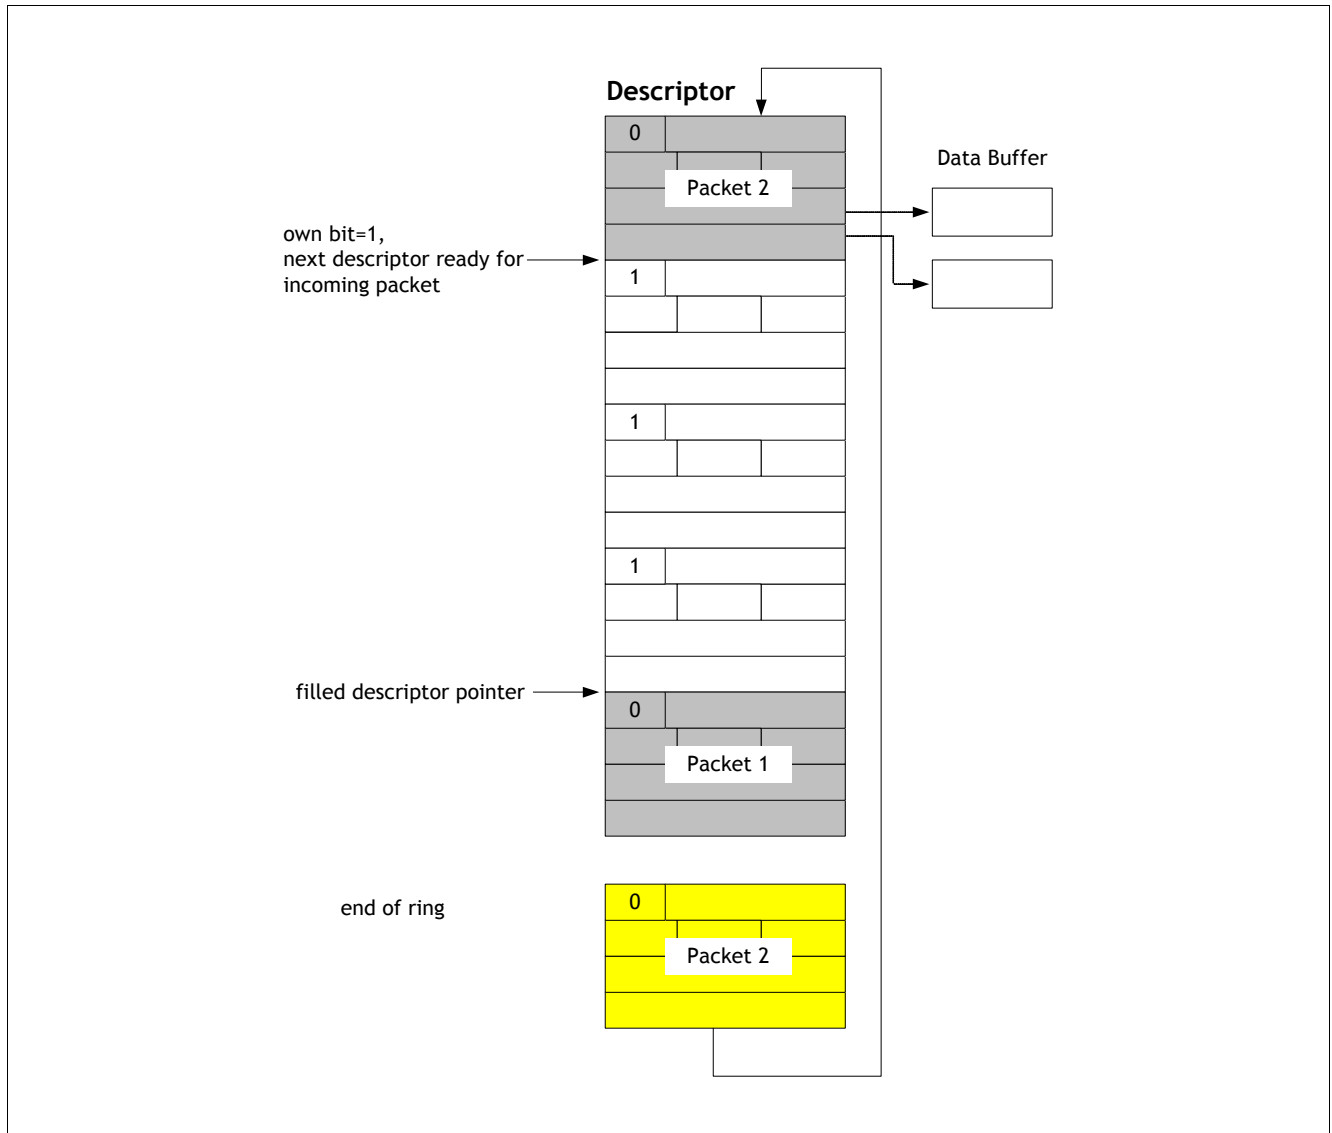 Descriptor
0
Data Buffer
Packet 2
own bit=1,
next descriptor ready for
incoming packet
1
1
1
filled descriptor pointer
0
Packet 1
end of ring
0
Packet 2